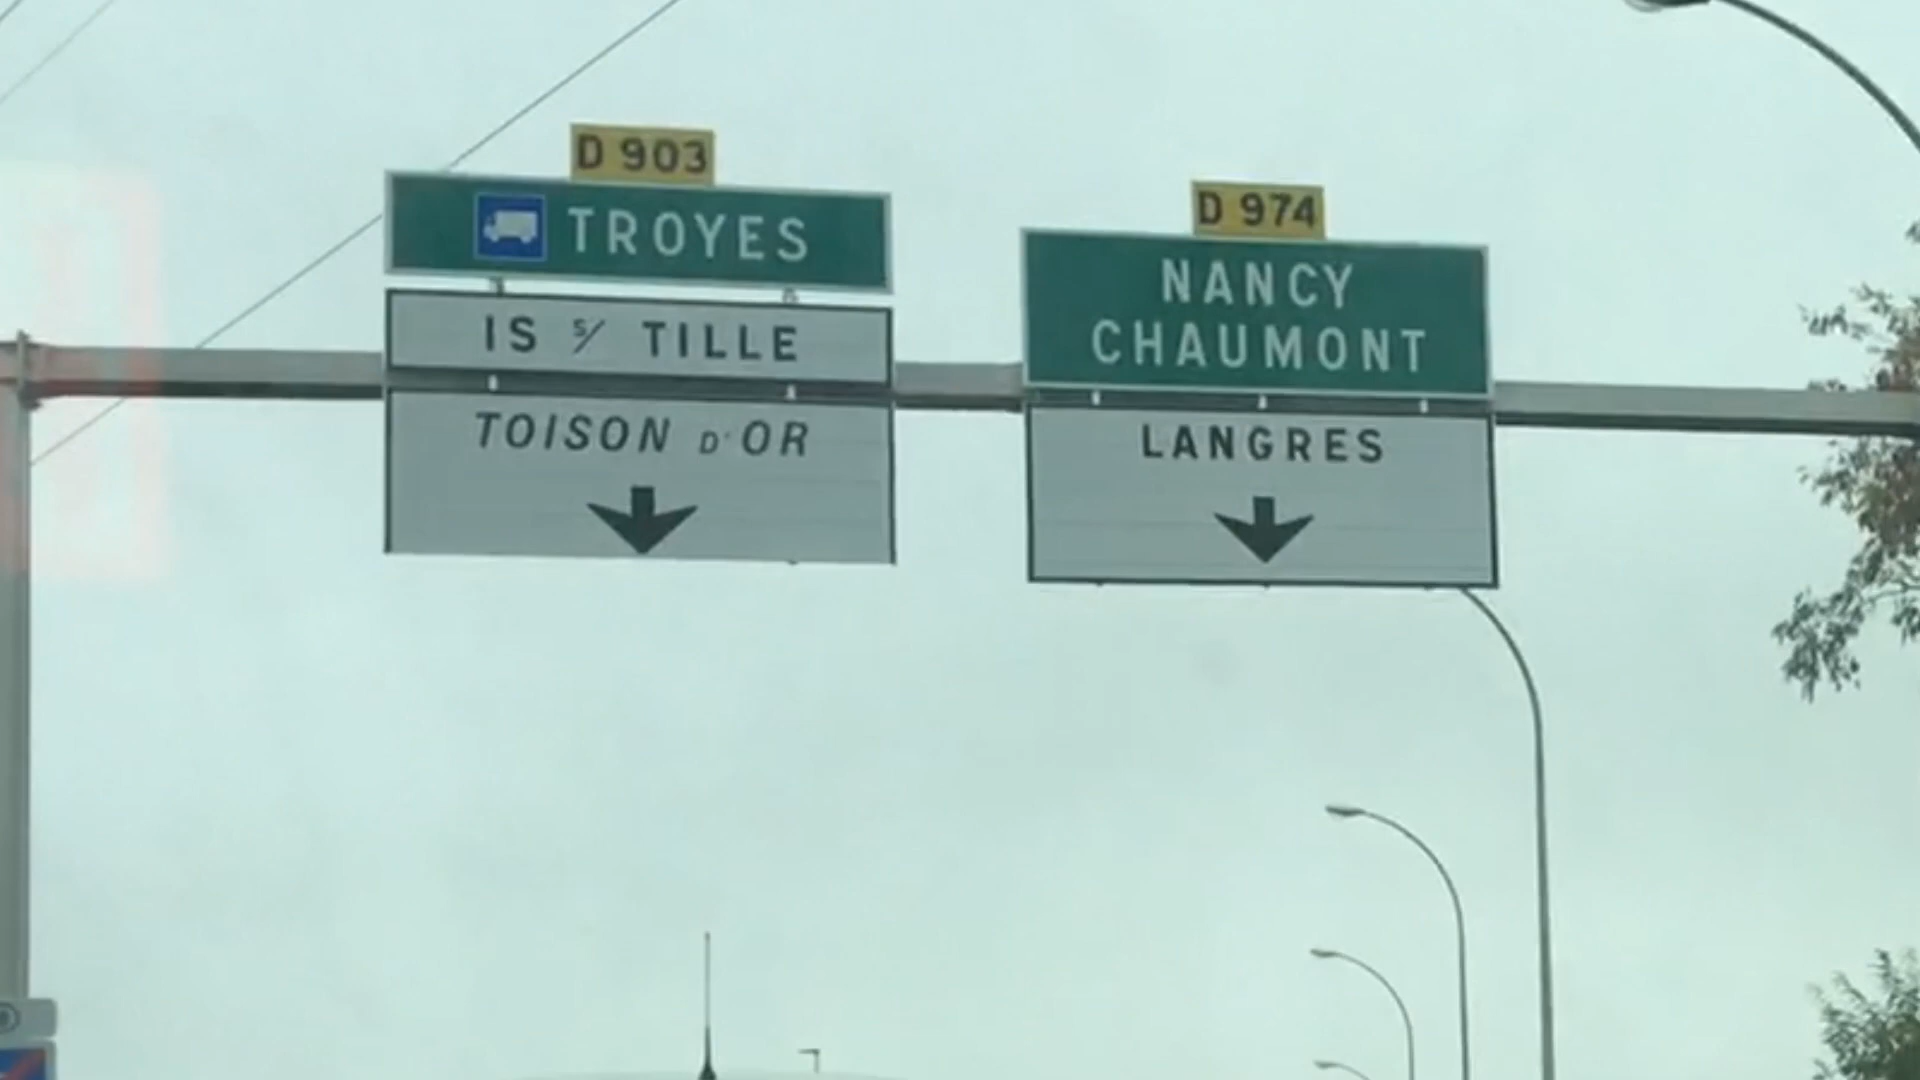 D 903
TROYES
IS S/ TILLE
TOISON D'OR
D 974
NANCY
CHAUMONT
LANGRES